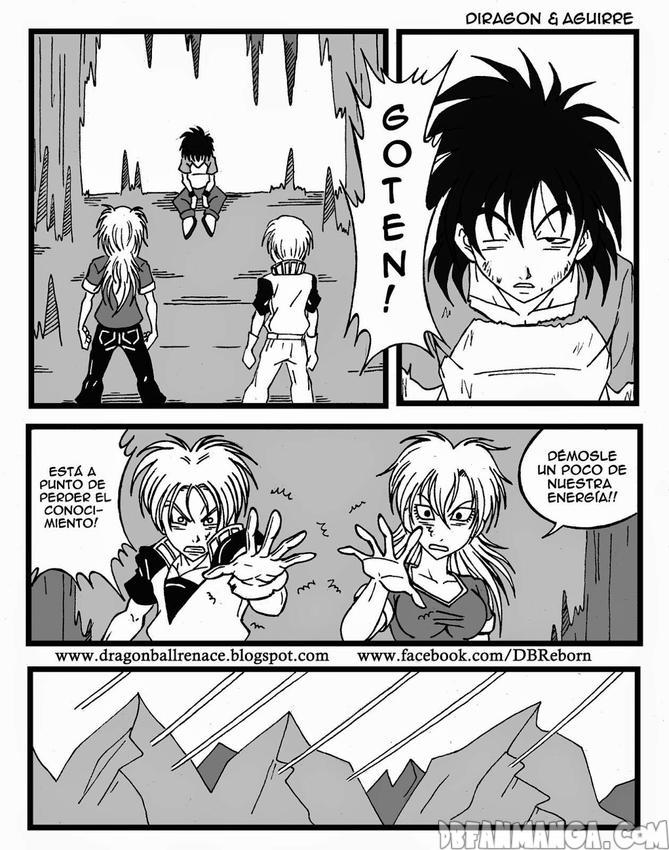 DIRAGON & AGUIRRE
GOTEN!
ESTÁ A
PUNTO DE
PERDER EL
CONOCI-
MIENTO!
DÉMOSLE
UN POCO DE
NUESTRA
ENERGÍA!!
www.dragonballrenace.blogspot.com
www.facebook.com/DBReborn
DBFANMANGA.COM